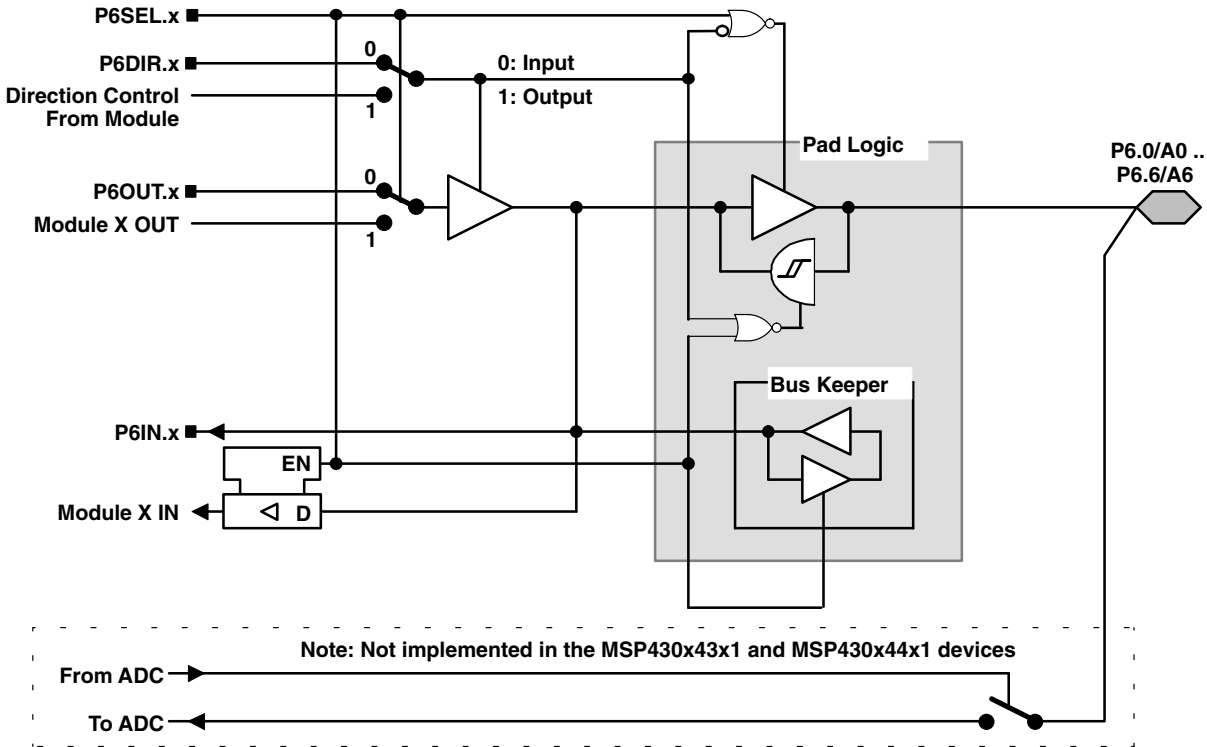 P6SEL.x
P6DIR.x
0
0: Input
Direction Control
From Module
1
1: Output
Pad Logic
P6.0/A0 ..
P6.6/A6
P6OUT.x
0
Module X OUT
1
Bus Keeper
P6IN.x
EN
Module X IN
D
Note: Not implemented in the MSP430x43x1 and MSP430x44x1 devices
From ADC
To ADC